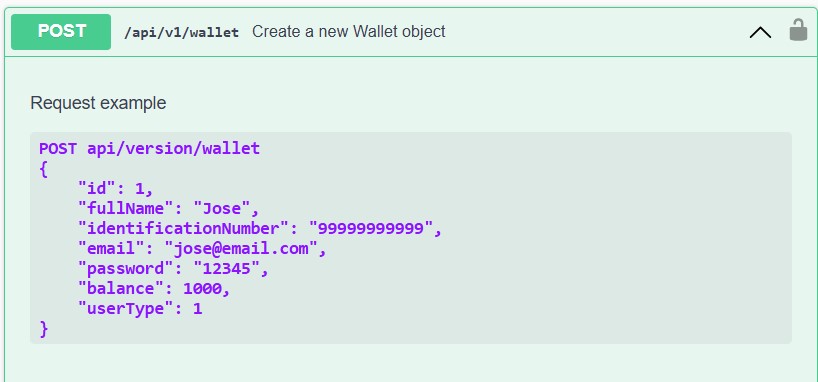 POST /api/v1/wallet Create a new Wallet object
Request example
POST api/version/wallet
{
    "id": 1,
    "fullName": "Jose",
    "identificationNumber": "99999999999",
    "email": "jose@email.com",
    "password": "12345",
    "balance": 1000,
    "userType": 1
}